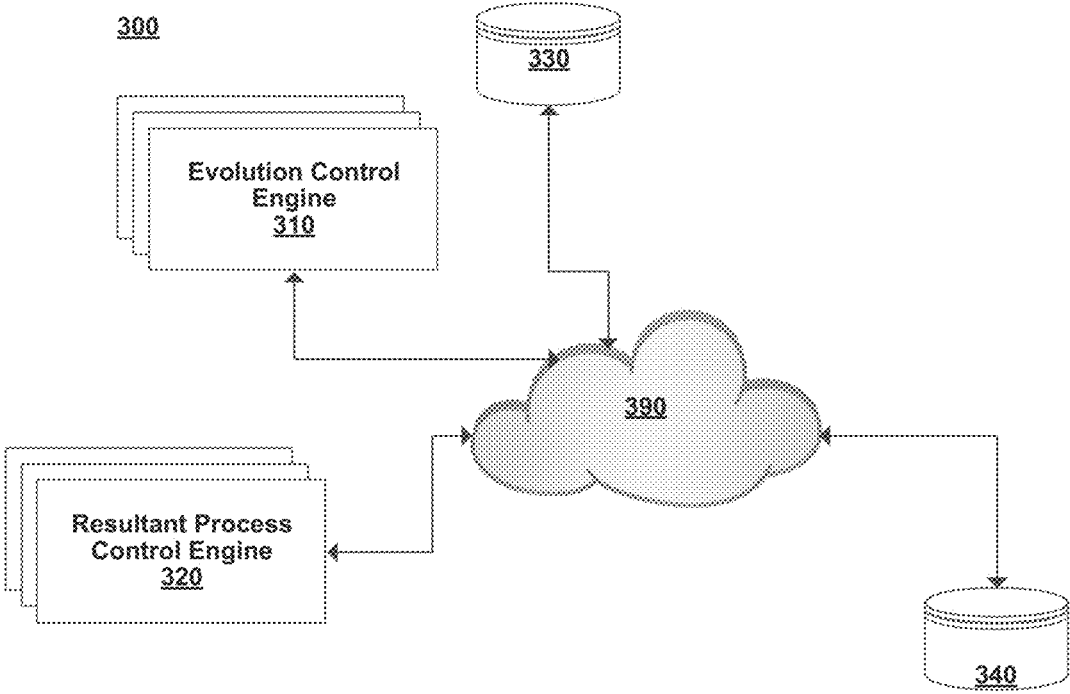 300
330
Evolution Control
Engine
310
390
Resultant Process
Control Engine
320
340